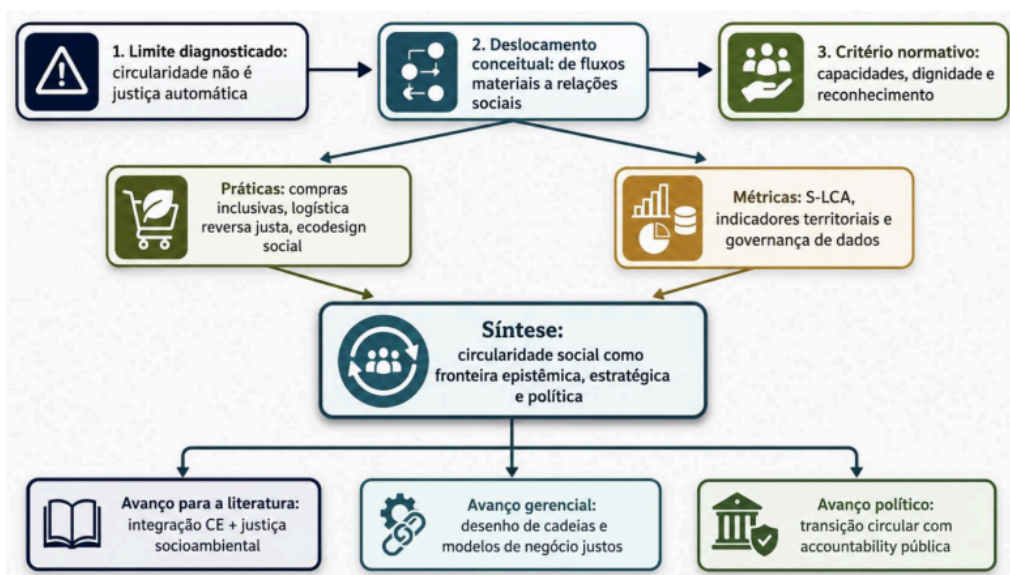 1. Limite diagnosticado:
circularidade não é
justiça automática
2. Deslocamento
conceitual: de fluxos
materiais a relações
sociais
3. Critério normativo:
capacidades, dignidade e
reconhecimento
Práticas: compras
inclusivas, logística
reversa justa, ecodesign
social
Métricas: S-LCA,
indicadores territoriais e
governança de dados
Síntese:
circularidade social como
fronteira epistêmica, estratégica
e política
Avanço para a literatura:
integração CE + justiça
socioambiental
Avanço gerencial:
desenho de cadeias e
modelos de negócio justos
Avanço político:
transição circular com
accountability pública